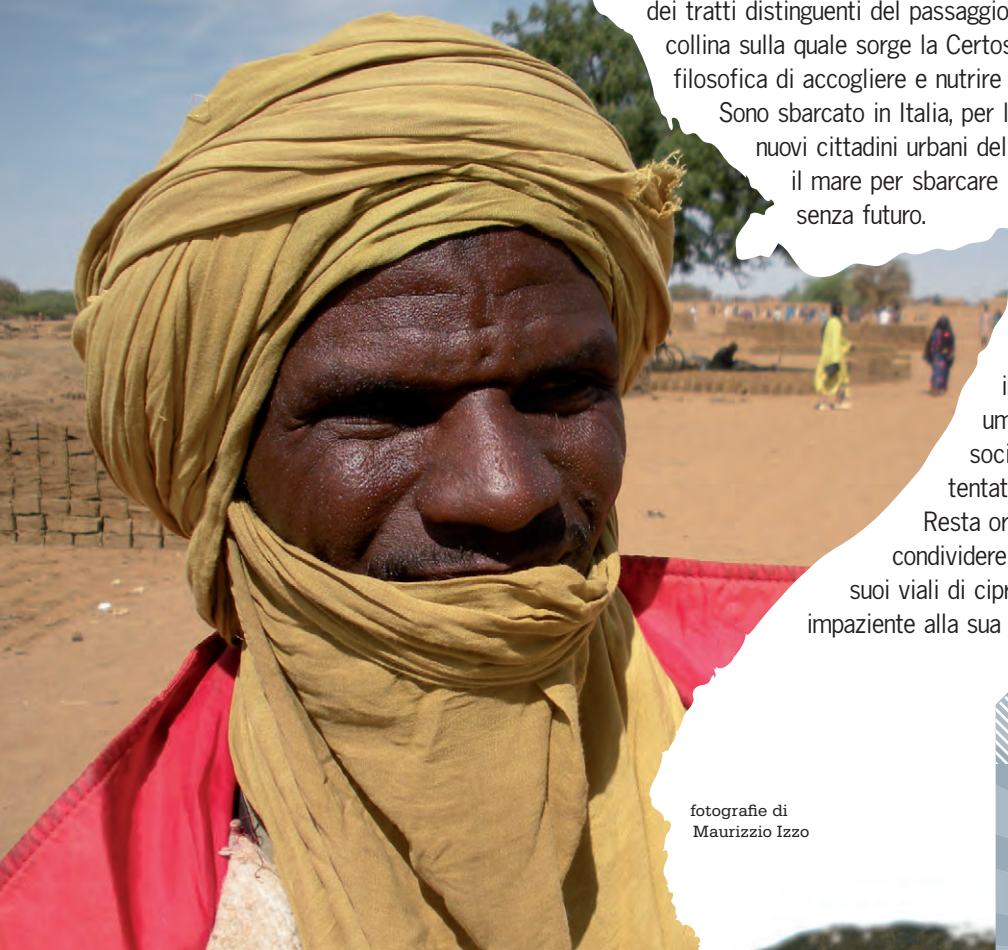 dei tratti distinguenti del passaggio
collina sulla quale sorge la
filosofica di accogliere e nutrire
Sono sbarcato in Italia, per
nuovi cittadini urbani del
il mare per sbarcare
senza futuro.
Resta
condividere
suoi viali di
impaziente alla sua
fotografie di
Maurizzio Izzo